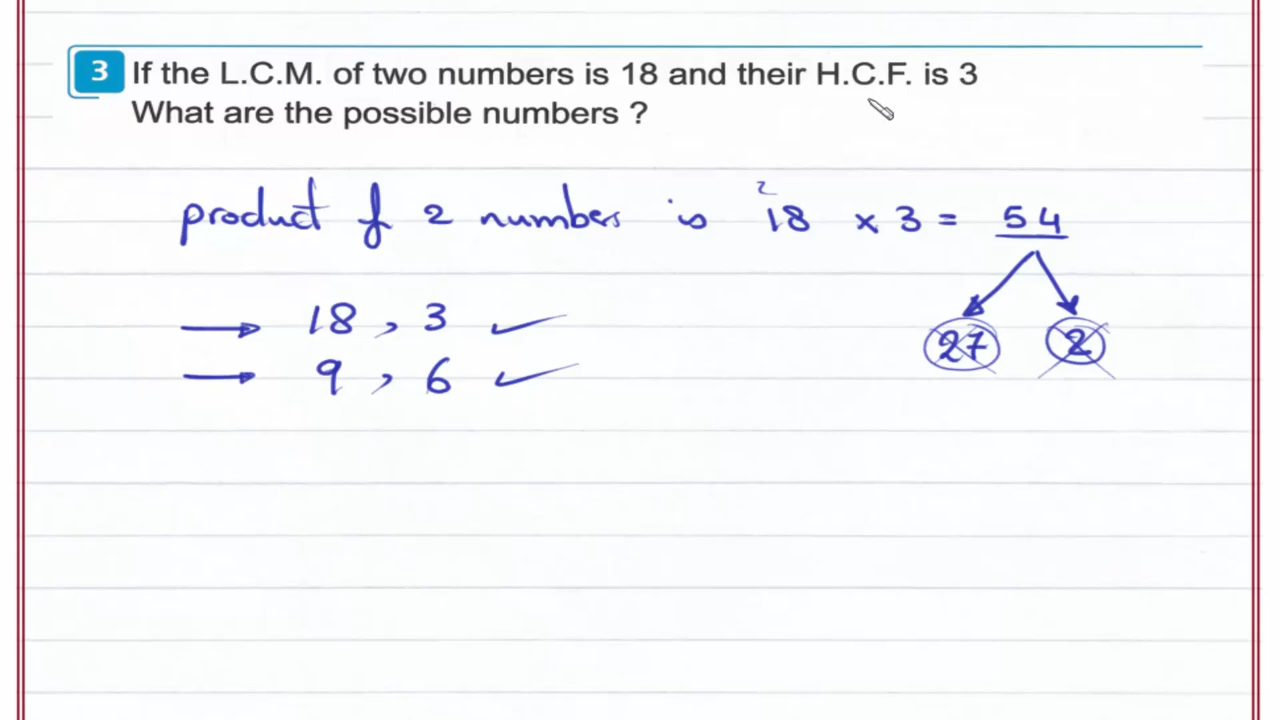 3 If the L.C.M. of two numbers is 18 and their H.C.F. is 3
What are the possible numbers ?
2
product of 2 numbers is 18 × 3 = 54
→ 18 , 3 ✓
27 2
→ 9 , 6 ✓